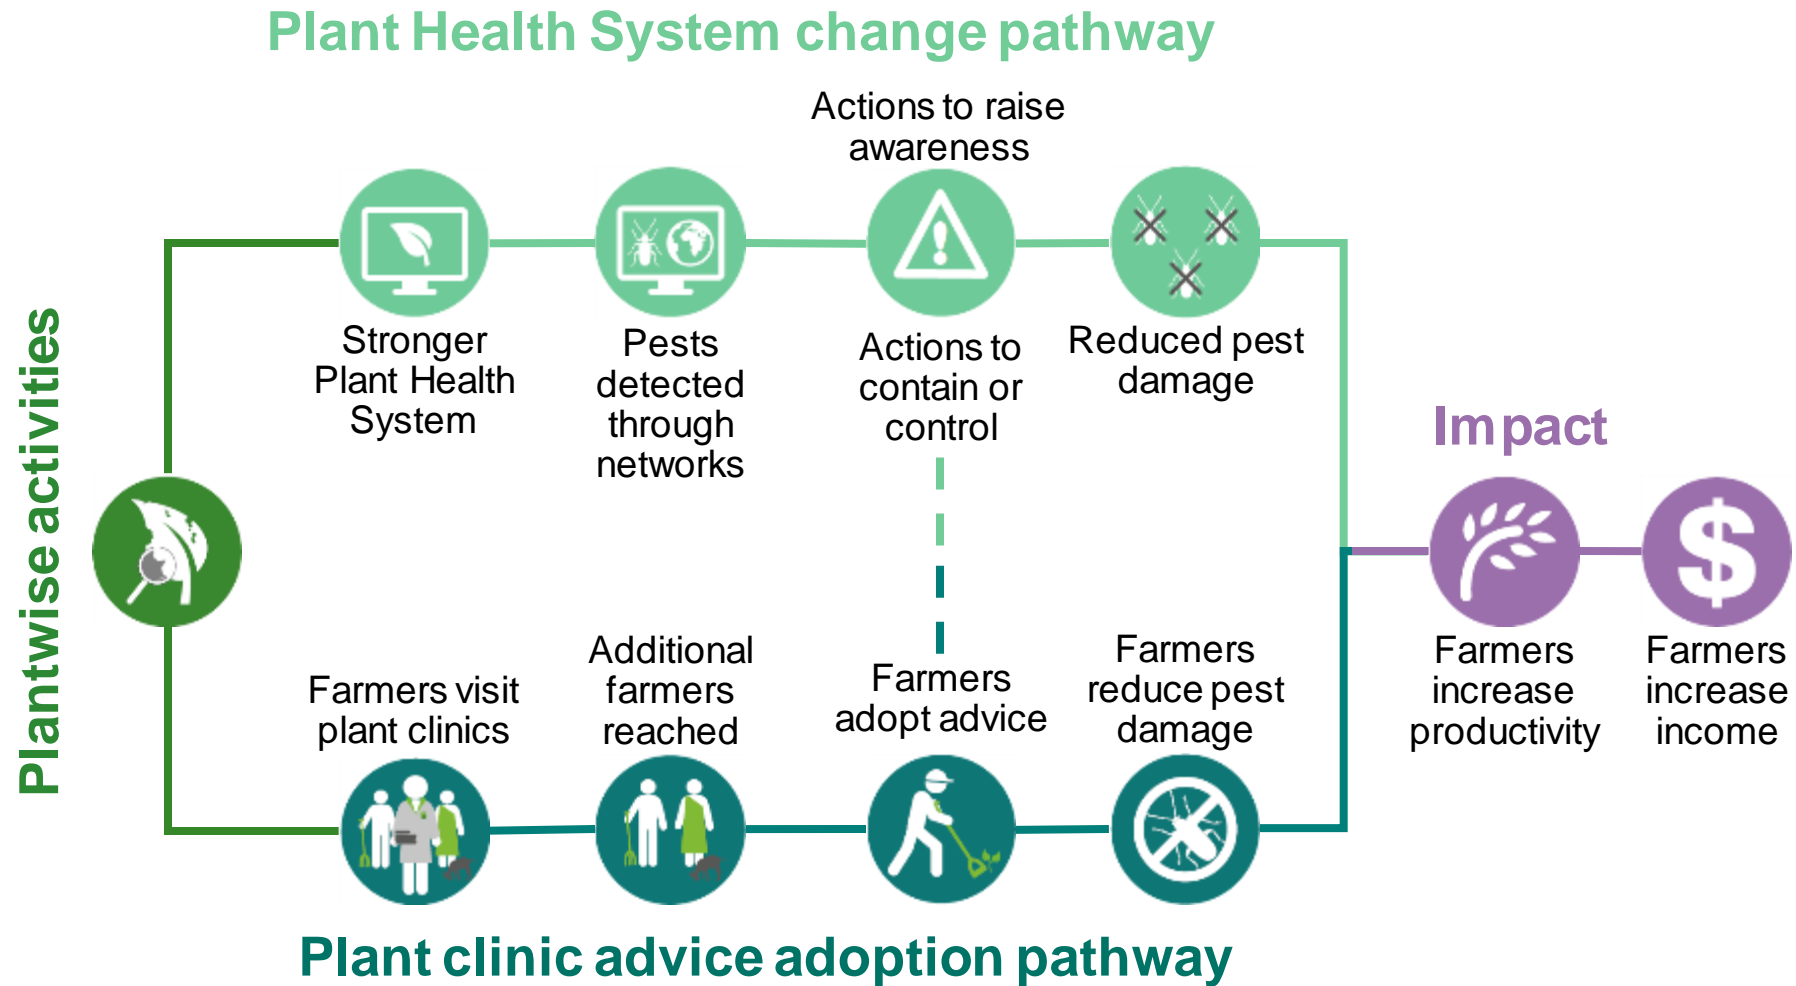 Plant Health System change pathway
Actions to raise
awareness
Stronger
Plant Health
System
Pests
detected
through
networks
Actions to
contain or
control
Reduced pest
damage
Plantwise activities
Impact
$
Farmers visit
plant clinics
Additional
farmers
reached
Farmers
adopt advice
Farmers
reduce pest
damage
Farmers
increase
productivity
Farmers
increase
income
Plant clinic advice adoption pathway